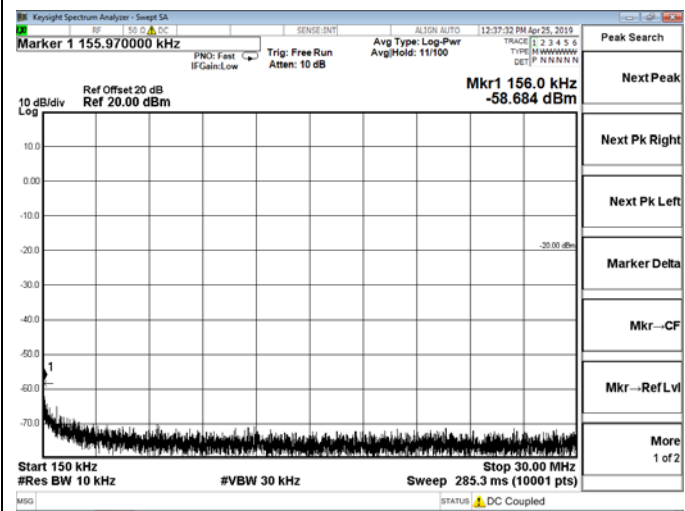 Keysight Spectrum Analyzer - Swept SA
RF 50 Ω DC SENSE:INT ALIGN AUTO 12:37:32 PM Apr 25, 2019
Marker 1 155.970000 kHz
PNO: Fast
IFGain:Low
Trig: Free Run
Atten: 10 dB
Avg Type: Log-Pwr
Avg|Hold: 11/100
TRACE 1 2 3 4 5 6
TYPE M WWWWW
DET P N N N N N
Peak Search
Mkr1 156.0 kHz
-58.684 dBm
Ref Offset 20 dB
Ref 20.00 dBm
10 dB/div
Log
10.0
0.00
-10.0
-20.0
-20.00 dBm
-30.0
-40.0
-50.0
1
-60.0
-70.0
Start 150 kHz
Stop 30.00 MHz
#Res BW 10 kHz
#VBW 30 kHz
Sweep 285.3 ms (10001 pts)
MSG
STATUS DC Coupled
Next Peak
Next Pk Right
Next Pk Left
Marker Delta
Mkr→CF
Mkr→Ref Lvl
More
1 of 2